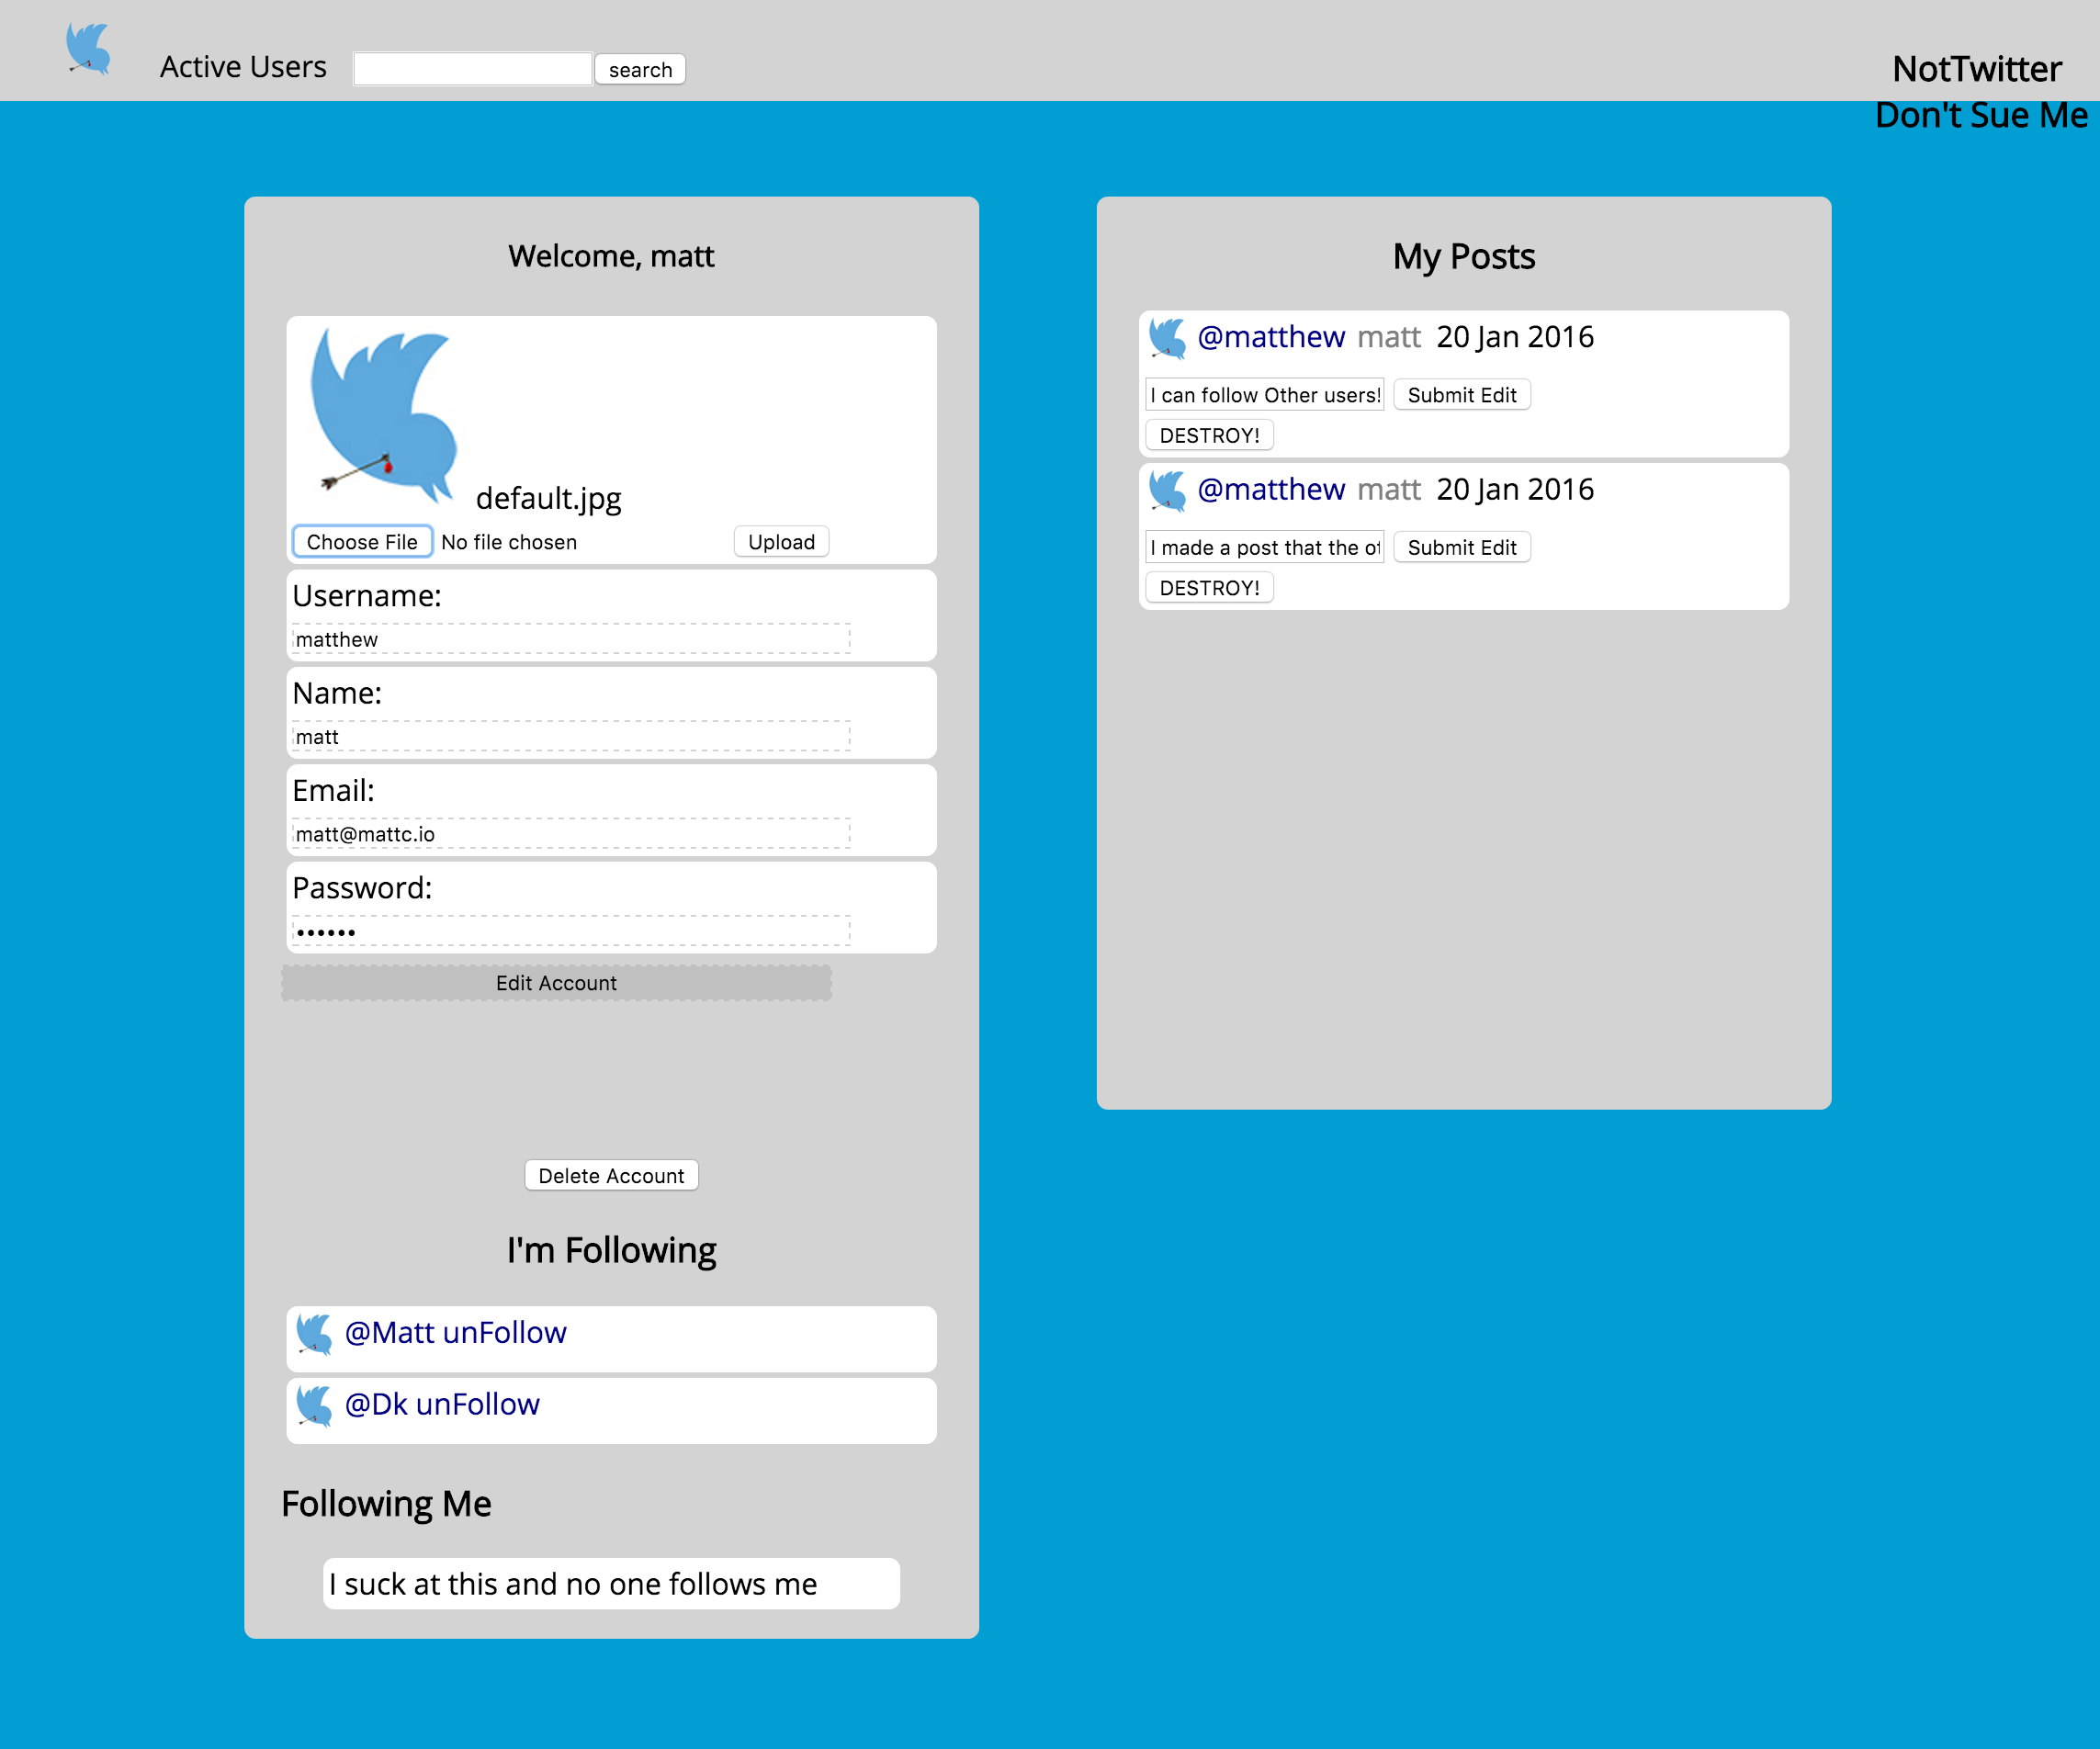 Active Users search
NotTwitter
Don't Sue Me
Welcome, matt
default.jpg
Choose File No file chosen Upload
Username:
matthew
Name:
matt
Email:
matt@mattc.io
Password:
••••••
Edit Account
Delete Account
I'm Following
@Matt unFollow
@Dk unFollow
Following Me
I suck at this and no one follows me
My Posts
@matthew matt 20 Jan 2016
I can follow Other users! Submit Edit
DESTROY!
@matthew matt 20 Jan 2016
I made a post that the Submit Edit
DESTROY!